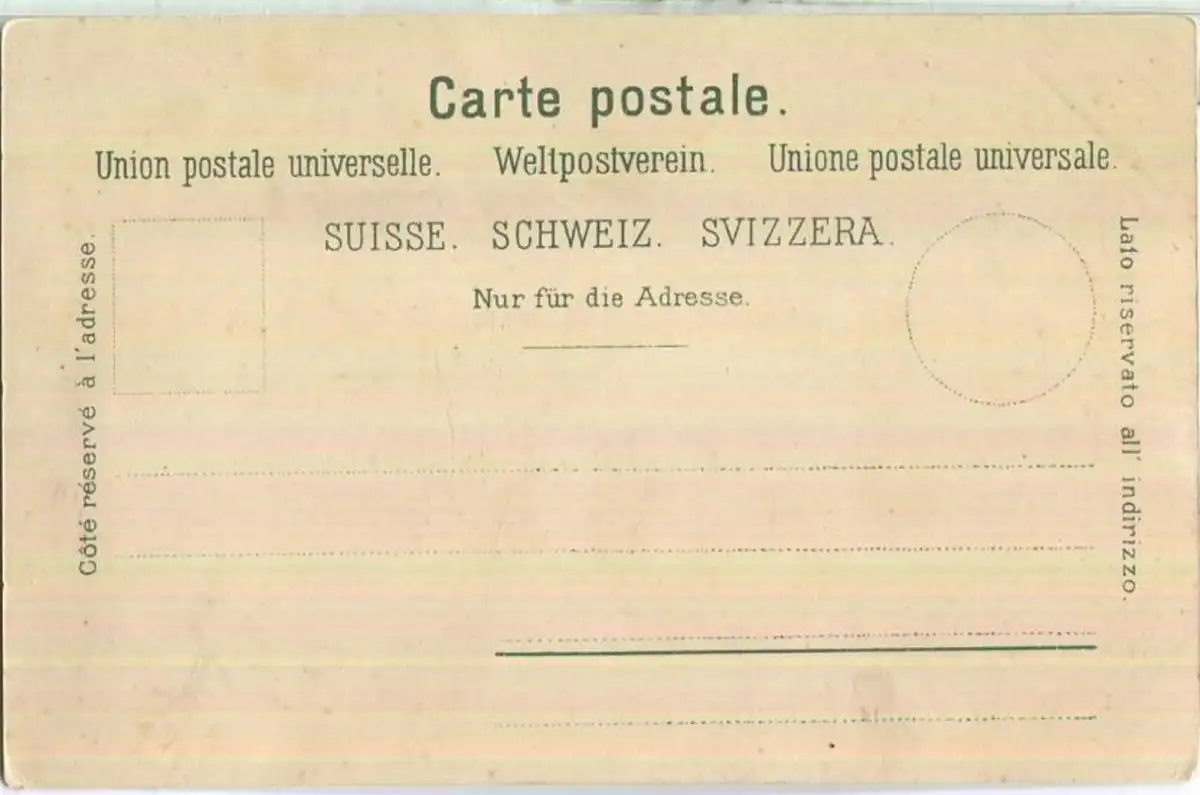 Carte postale.
Union postale universelle. Weltpostverein. Unione postale universale.
SUISSE. SCHWEIZ. SVIZZERA.
Nur für die Adresse.
Côté réservé à l'adresse.
Lato riservato all' indirizzo.